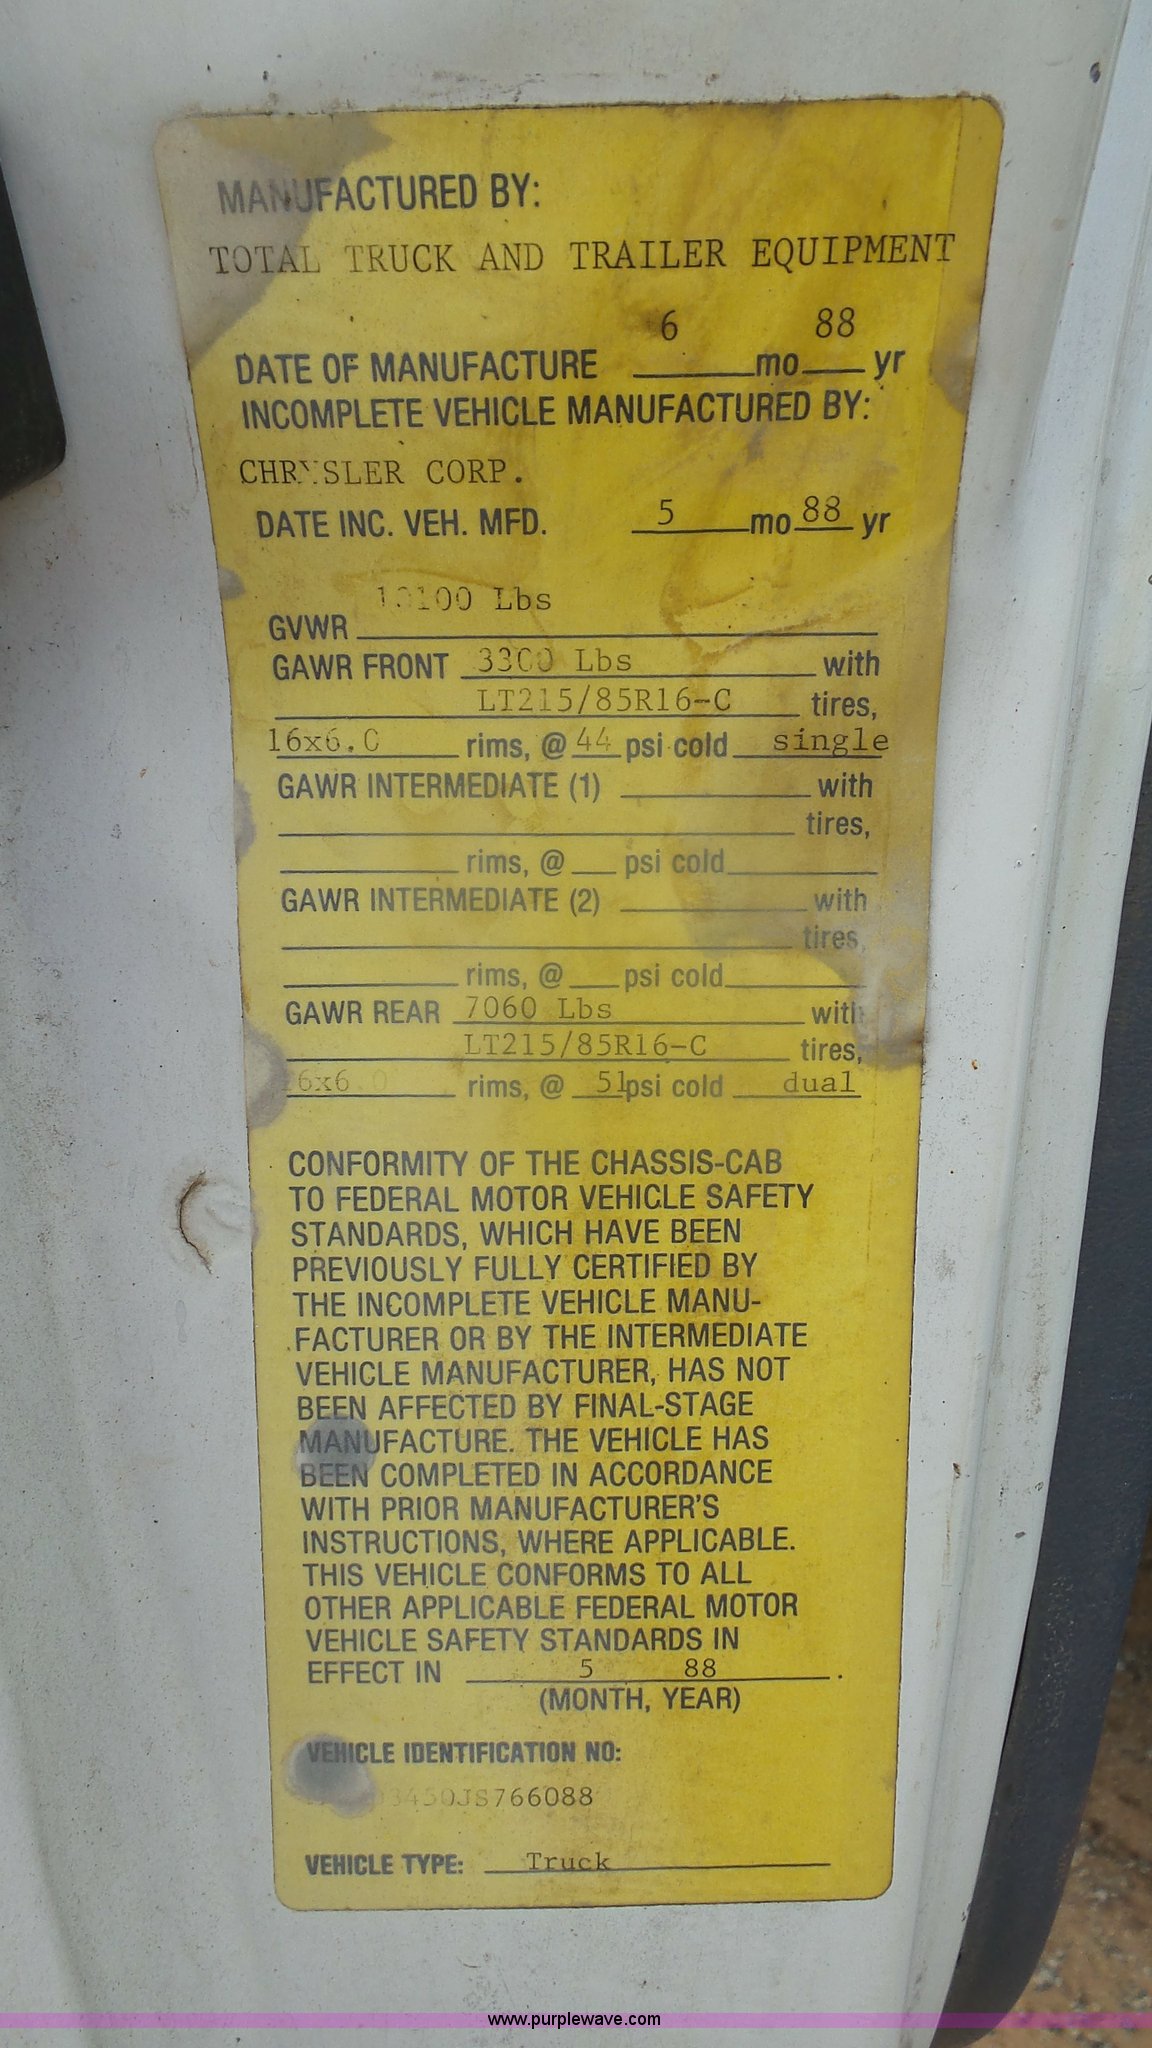 MANUFACTURED BY:
TOTAL TRUCK AND TRAILER EQUIPMENT
6 88
DATE OF MANUFACTURE mo yr
INCOMPLETE VEHICLE MANUFACTURED BY:
CHRYSLER CORP.
DATE INC. VEH. MFD. 5 mo 88 yr
Lbs
GVWR
GAWR FRONT 3300 Lbs with
LT215/85R16-C tires,
16x6.0 rims, @ 44 psi cold single
GAWR INTERMEDIATE (1) with
tires,
rims, @ psi cold
GAWR INTERMEDIATE (2) with
tires,
rims, @ psi cold
GAWR REAR 7060 Lbs with
LT215/85R16-C tires,
rims, @ 51 psi cold dual
CONFORMITY OF THE CHASSIS-CAB
TO FEDERAL MOTOR VEHICLE SAFETY
STANDARDS, WHICH HAVE BEEN
PREVIOUSLY FULLY CERTIFIED BY
THE INCOMPLETE VEHICLE MANU-
FACTURER OR BY THE INTERMEDIATE
VEHICLE MANUFACTURER, HAS NOT
BEEN AFFECTED BY FINAL-STAGE
MANUFACTURE. THE VEHICLE HAS
BEEN COMPLETED IN ACCORDANCE
WITH PRIOR MANUFACTURER'S
INSTRUCTIONS, WHERE APPLICABLE.
THIS VEHICLE CONFORMS TO ALL
OTHER APPLICABLE FEDERAL MOTOR
VEHICLE SAFETY STANDARDS IN
EFFECT IN 5 88 .
(MONTH, YEAR)
VEHICLE IDENTIFICATION NO:
VEHICLE TYPE: Truck
www.purplewave.com